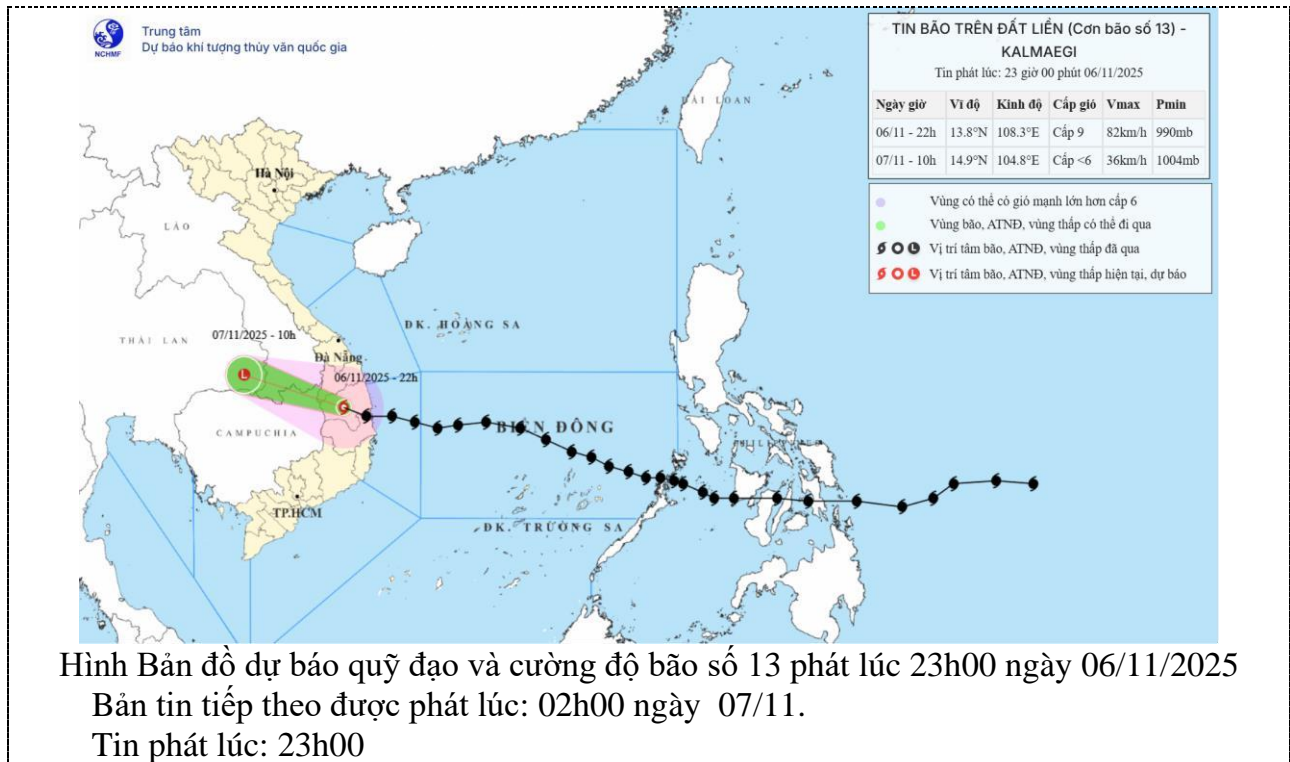 NCHMF
Trung tâm
Dự báo khí tượng thủy văn quốc gia
TIN BÃO TRÊN ĐẤT LIỀN (Cơn bão số 13) -
KALMAEGI
Tin phát lúc: 23 giờ 00 phút 06/11/2025
Ngày giờ Vĩ độ Kinh độ Cấp gió Vmax Pmin
06/11 - 22h 13.8°N 108.3°E Cấp 9 82km/h 990mb
07/11 - 10h 14.9°N 104.8°E Cấp <6 36km/h 1004mb
Vùng có thể có gió mạnh lớn hơn cấp 6
Vùng bão, ATNĐ, vùng thấp có thể đi qua
L Vị trí tâm bão, ATNĐ, vùng thấp đã qua
L Vị trí tâm bão, ATNĐ, vùng thấp hiện tại, dự báo
ĐÀI LOAN
Hà Nội
LÀO
ĐK. HOÀNG SA
07/11/2025 - 10h
THÁI LAN
Đà Nẵng
L
06/11/2025 - 22h
BIỂN ĐÔNG
CAMPUCHIA
TP.HCM
ĐK. TRƯỜNG SA
Hình Bản đồ dự báo quỹ đạo và cường độ bão số 13 phát lúc 23h00 ngày 06/11/2025
Bản tin tiếp theo được phát lúc: 02h00 ngày 07/11.
Tin phát lúc: 23h00